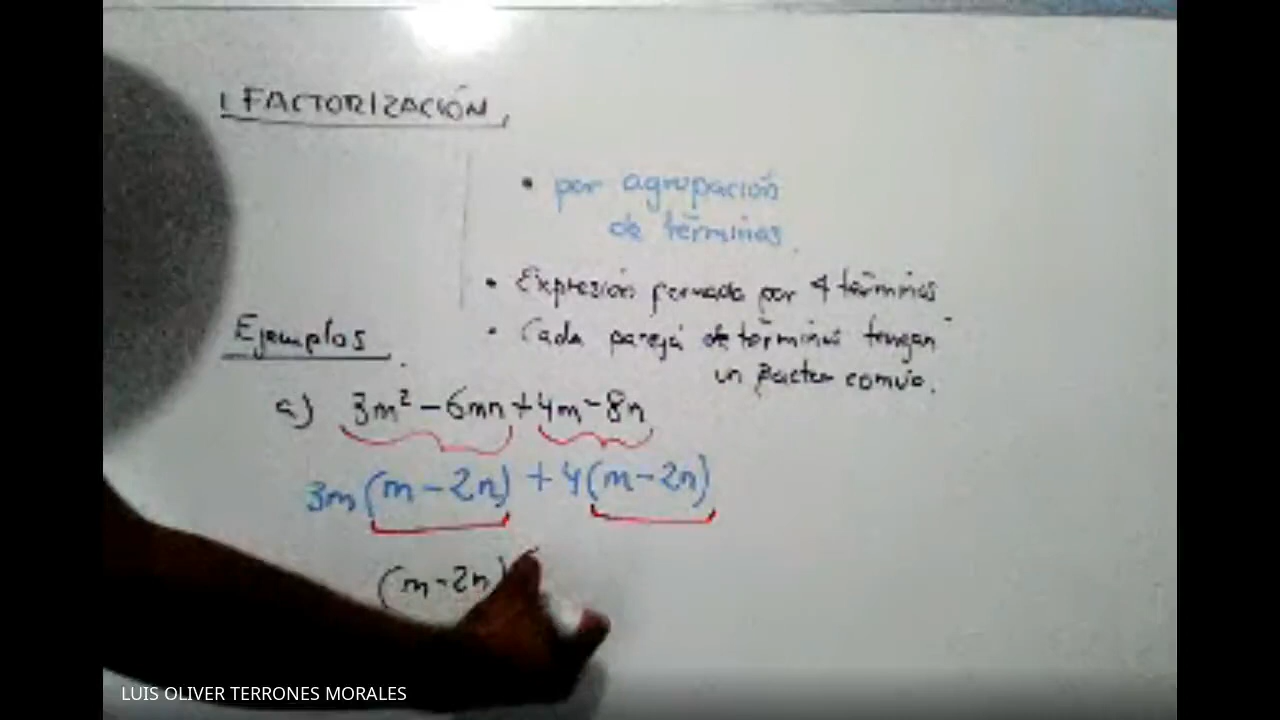 1 FACTORIZACIÓN,
• por agrupación
de términos.
• Expresión formada por 4 términos
• Cada pareja de términos tengan
un factor común.
Ejemplos
a) 3m² - 6mn + 4m - 8n
3m(m - 2n) + 4(m - 2n)
(m - 2n)
LUIS OLIVER TERRONES MORALES